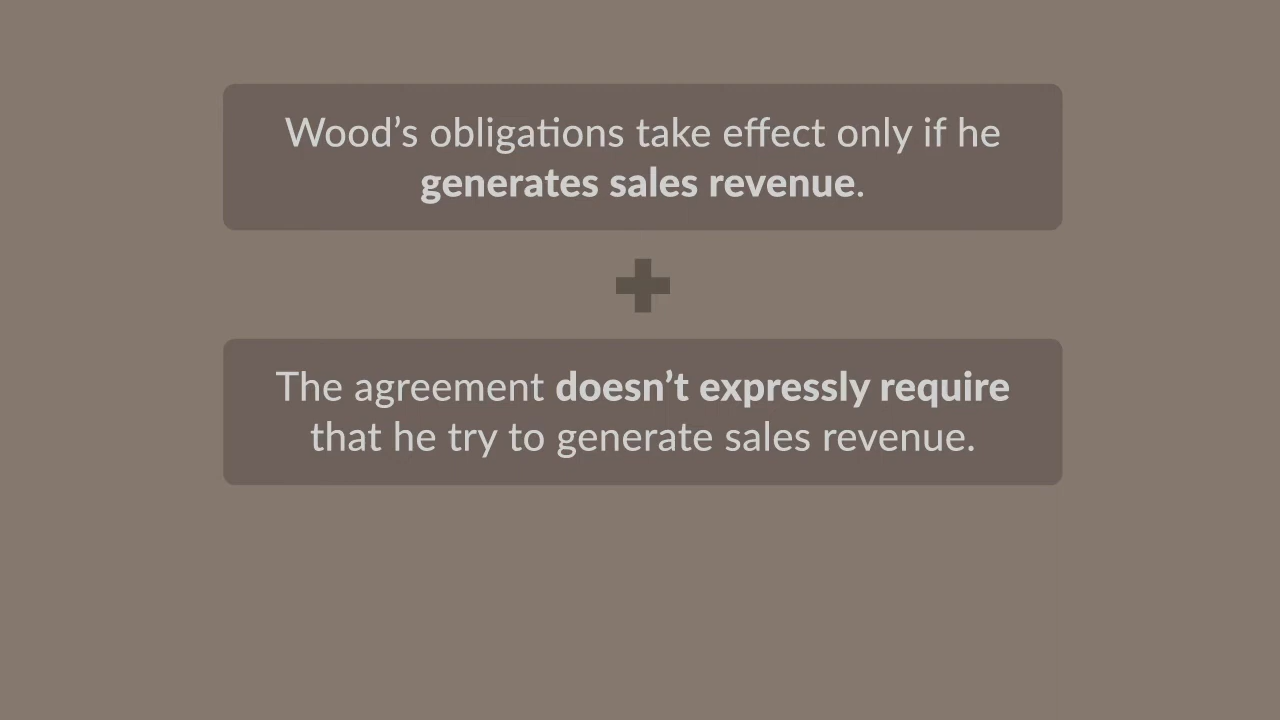 Wood’s obligations take effect only if he
generates sales revenue.
The agreement doesn’t expressly require
that he try to generate sales revenue.